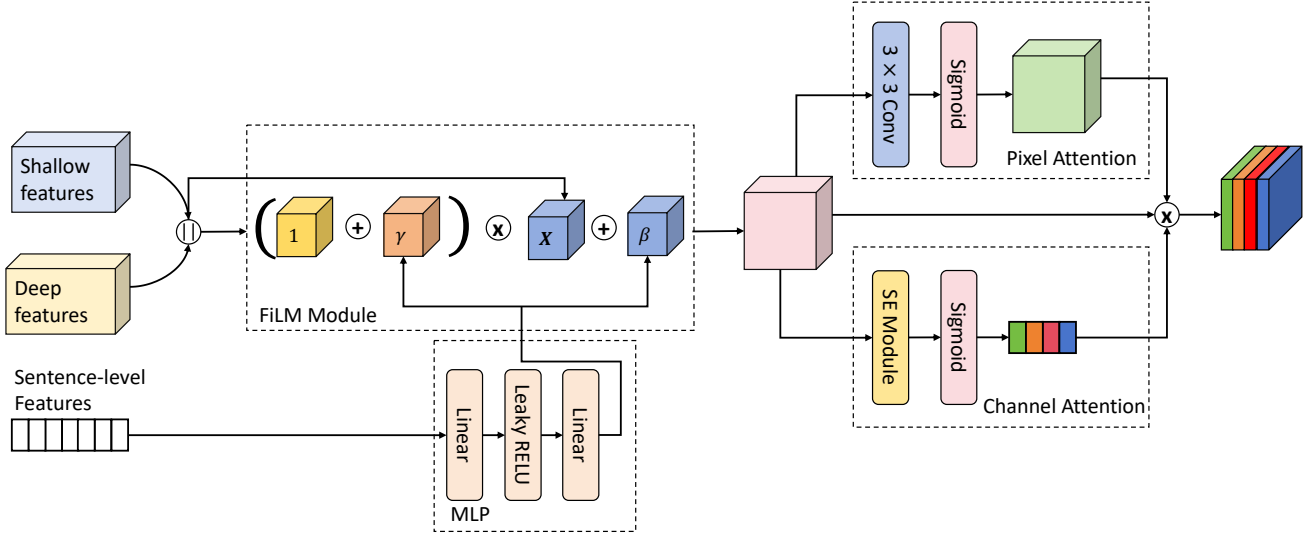 Shallow
features
Deep
features
Sentence-level
Features
||
( 1 + γ ) x X + β
FiLM Module
Linear
Leaky RELU
Linear
MLP
3 × 3 Conv
Sigmoid
Pixel Attention
x
SE Module
Sigmoid
Channel Attention